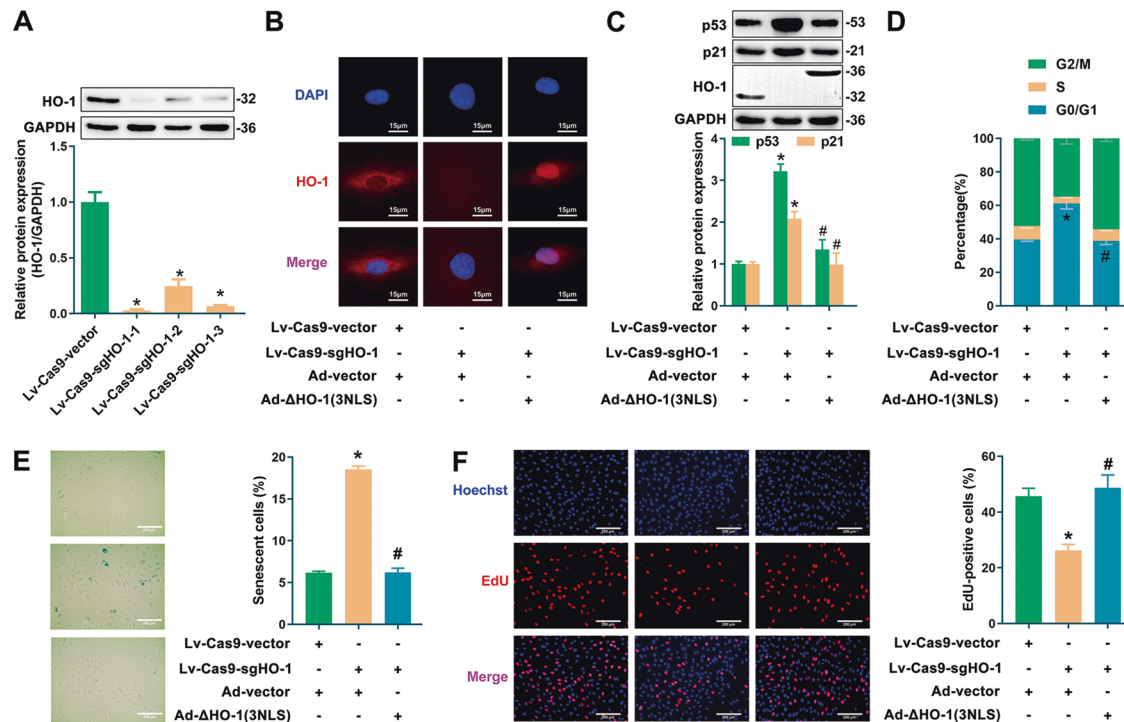 A
HO-1
-32
GAPDH
-36
Relative protein expression
(HO-1/GAPDH)
1.0
0.5
0.0
*
*
*
Lv-Cas9-vector
Lv-Cas9-sgHO-1-1
Lv-Cas9-sgHO-1-2
Lv-Cas9-sgHO-1-3
B
DAPI
15μm
15μm
15μm
HO-1
15μm
15μm
15μm
Merge
15μm
15μm
15μm
Lv-Cas9-vector + - -
Lv-Cas9-sgHO-1 - + +
Ad-vector + + -
Ad-ΔHO-1(3NLS) - - +
C
p53
-53
p21
-21
HO-1
-36
-32
GAPDH
-36
p53
p21
Relative protein expression
4
3
2
1
0
*
*
#
#
Lv-Cas9-vector + - -
Lv-Cas9-sgHO-1 - + +
Ad-vector + + -
Ad-ΔHO-1(3NLS) - - +
D
G2/M
S
G0/G1
Percentage(%)
100
80
60
40
20
0
*
#
Lv-Cas9-vector + - -
Lv-Cas9-sgHO-1 - + +
Ad-vector + + -
Ad-ΔHO-1(3NLS) - - +
E
200 μm
200 μm
200 μm
Senescent cells (%)
20
15
10
5
0
*
#
Lv-Cas9-vector + - -
Lv-Cas9-sgHO-1 - + +
Ad-vector + + -
Ad-ΔHO-1(3NLS) - - +
F
Hoechst
200 μm
200 μm
200 μm
EdU
200 μm
200 μm
200 μm
Merge
200 μm
200 μm
200 μm
EdU-positive cells (%)
60
40
20
0
*
#
Lv-Cas9-vector + - -
Lv-Cas9-sgHO-1 - + +
Ad-vector + + -
Ad-ΔHO-1(3NLS) - - +